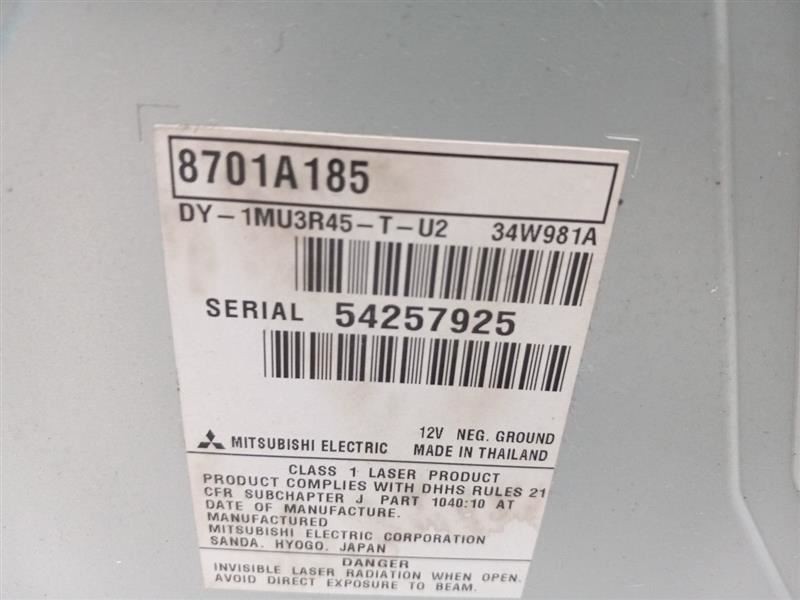 8701A185
DY-1MU3R45-T-U2 34W981A
SERIAL 54257925
MITSUBISHI ELECTRIC 12V NEG. GROUND
MADE IN THAILAND
CLASS 1 LASER PRODUCT
PRODUCT COMPLIES WITH DHHS RULES 21
CFR SUBCHAPTER J, PART 1040:10 AT
DATE OF MANUFACTURE.
MANUFACTURED
MITSUBISHI ELECTRIC CORPORATION
SANDA, HYOGO, JAPAN
DANGER
INVISIBLE LASER RADIATION WHEN OPEN.
AVOID DIRECT EXPOSURE TO BEAM.